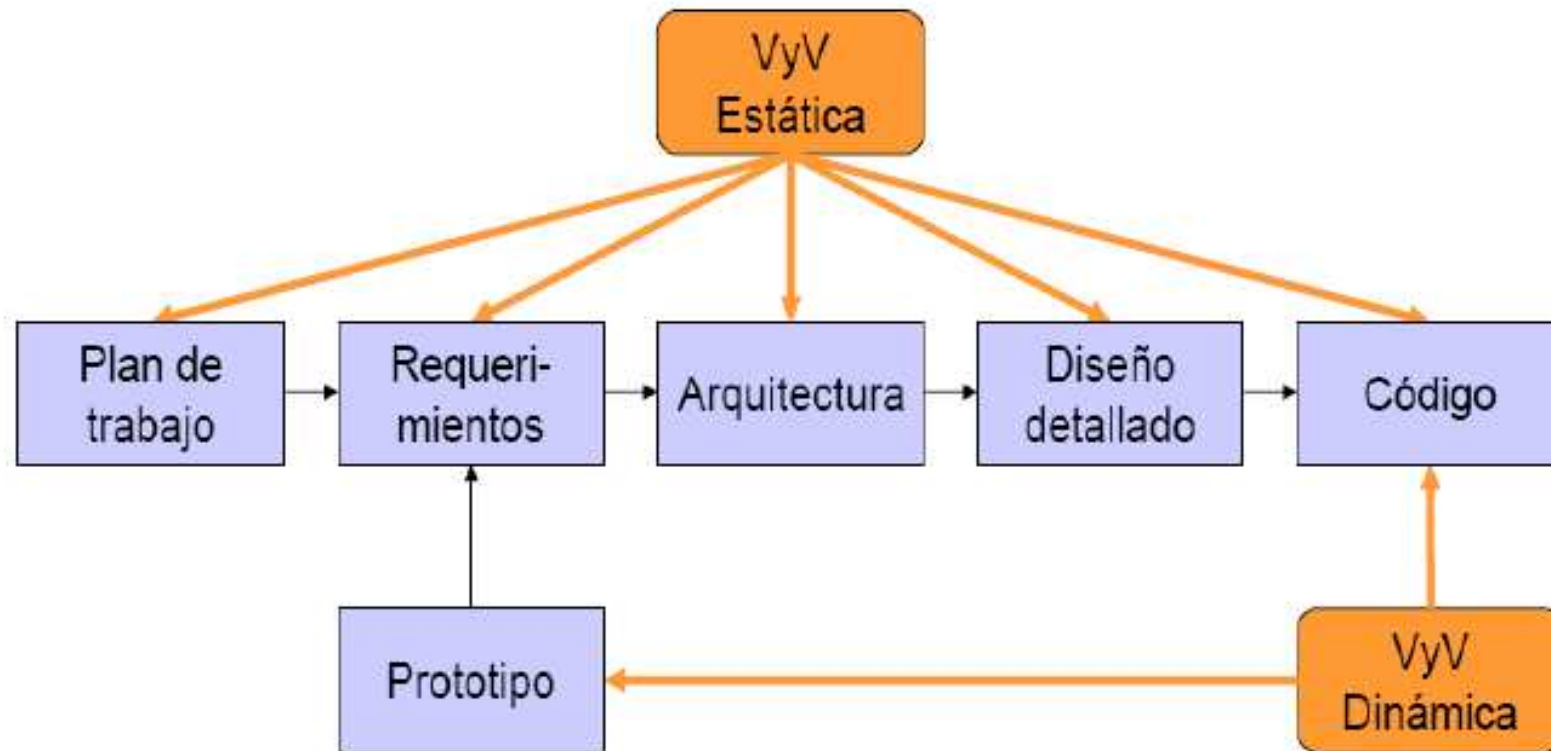 VyV
Estática
Plan de
trabajo
Requeri-
mientos
Arquitectura
Diseño
detallado
Código
Prototipo
VyV
Dinámica